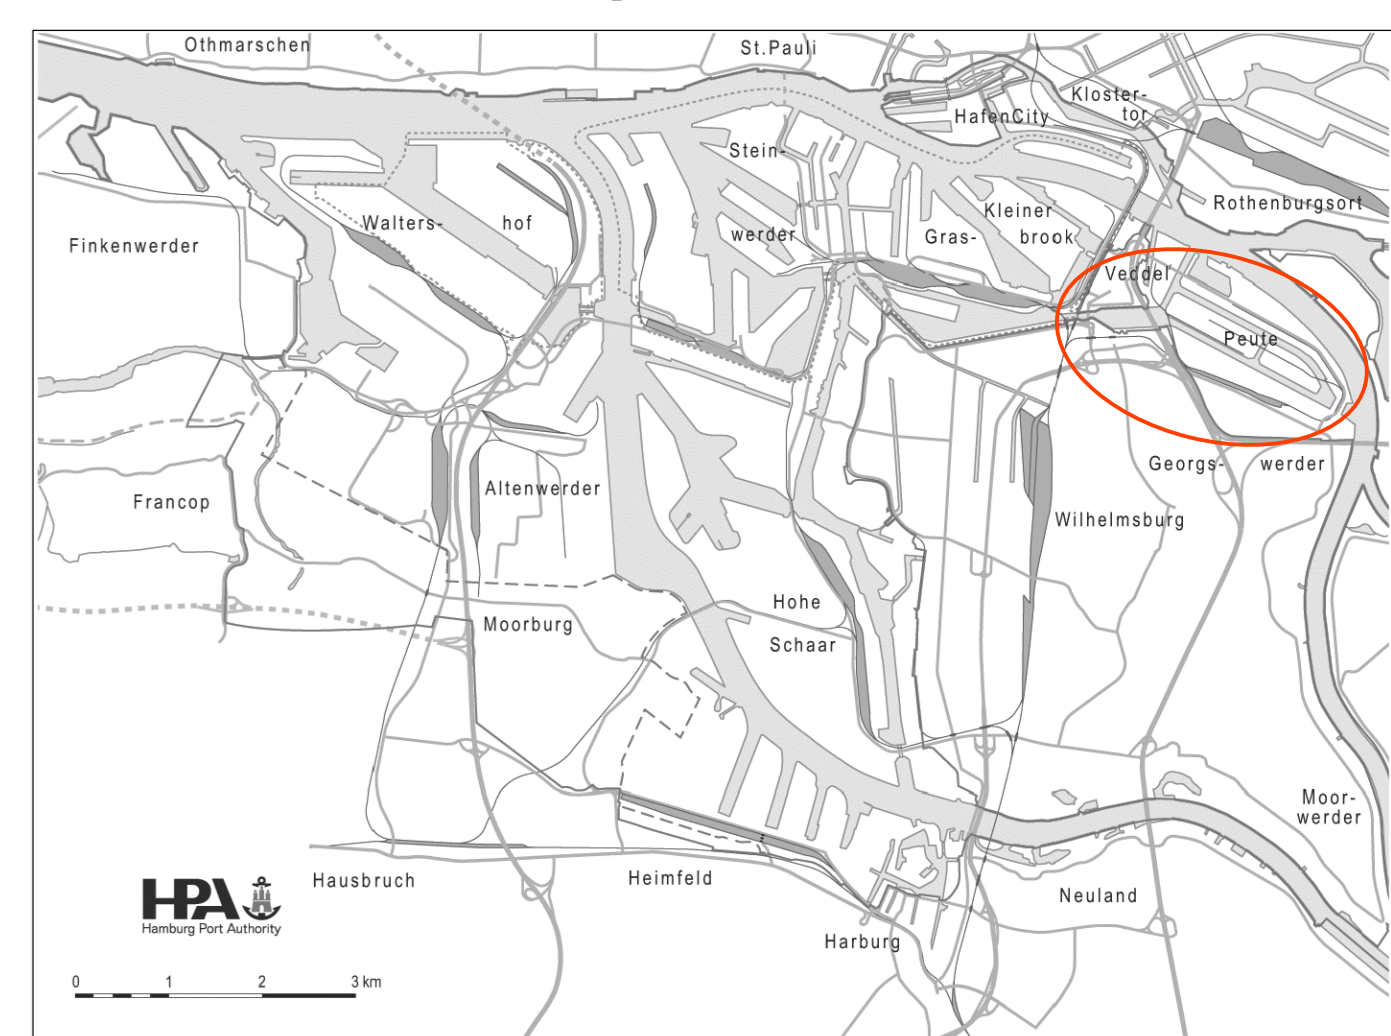 Othmarschen
St.Pauli
Kloster-
tor
HafenCity
Stein-
werder
Rothenburgsort
Kleiner
Gras-
brook
Walters-
hof
Finkenwerder
Veddel
Peute
Georgs-
werder
Altenwerder
Francop
Wilhelmsburg
Hohe
Schaar
Moorburg
Moor-
werder
Hausbruch
Heimfeld
Neuland
Harburg
HPA
Hamburg Port Authority
0 1 2 3 km